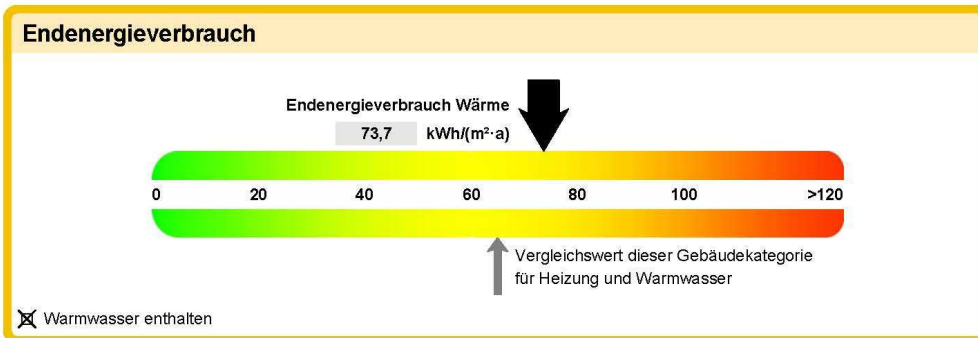 Endenergieverbrauch
Endenergieverbrauch Wärme
73,7 kWh/(m²·a)
0 20 40 60 80 100 >120
Vergleichswert dieser Gebäudekategorie
für Heizung und Warmwasser
☒ Warmwasser enthalten